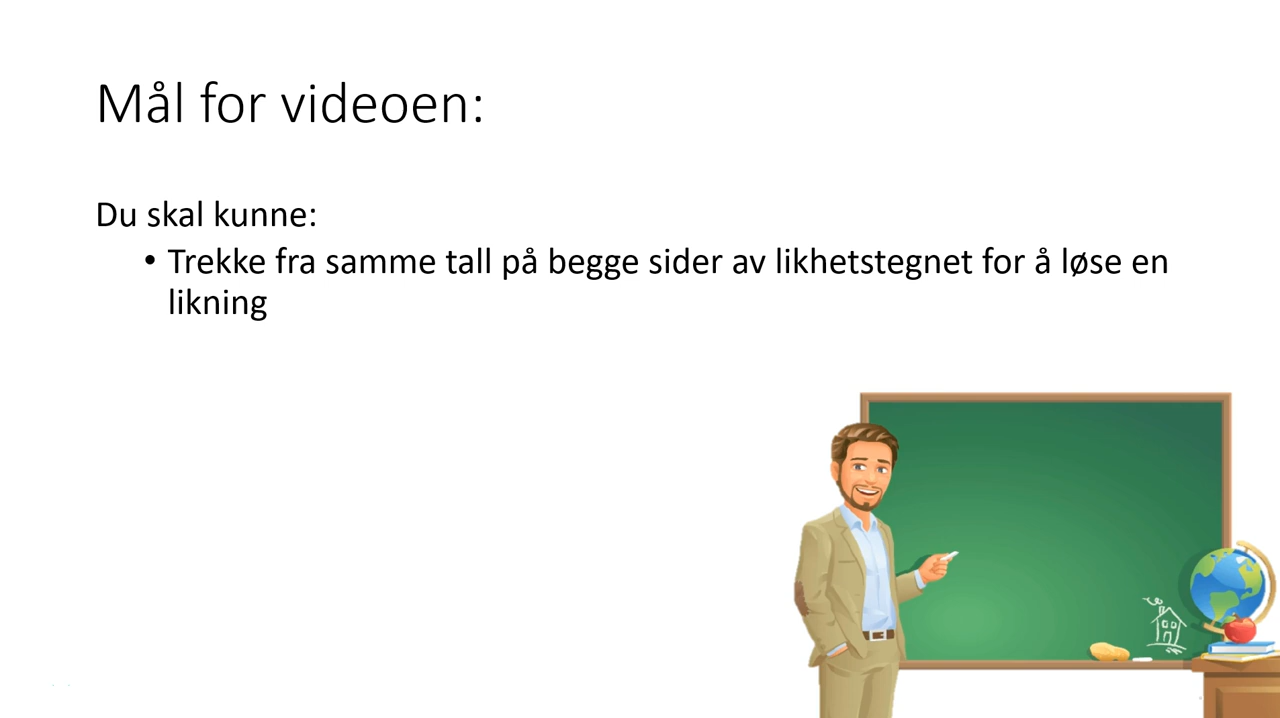 Mål for videoen:
Du skal kunne:
• Trekke fra samme tall på begge sider av likhetstegnet for å løse en
likning